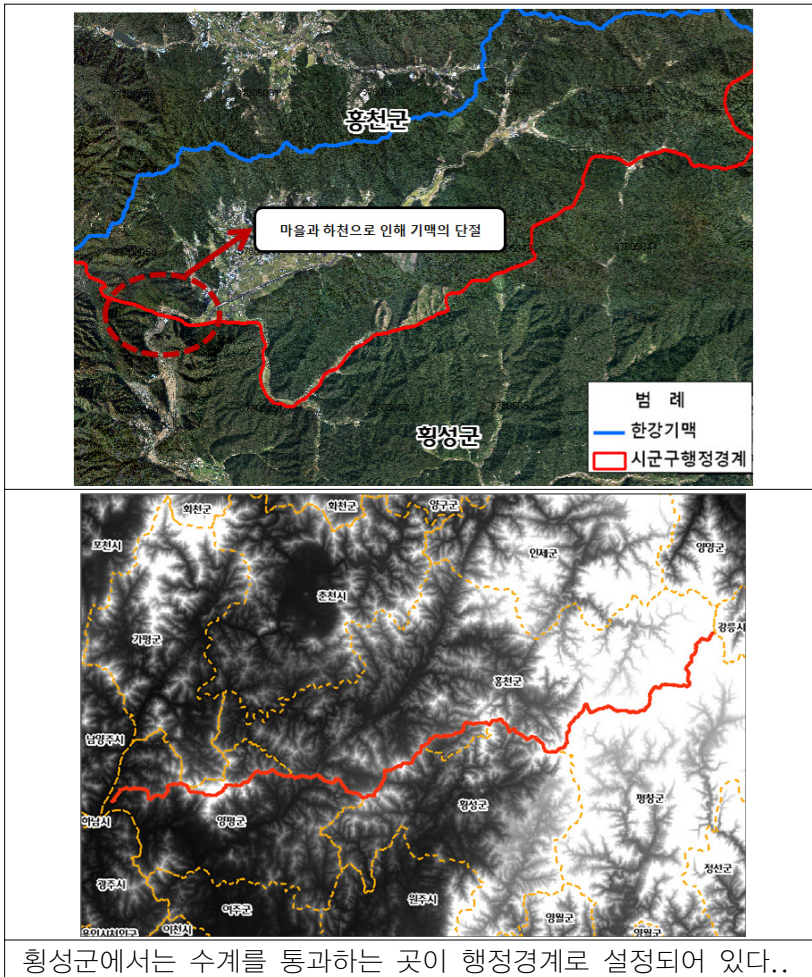 홍천군
마을과 하천으로 인해 기맥의 단절
횡성군
범 례
한강기맥
시군구행정경계
화천군
화천군
양구군
포천시
인제군
양양군
춘천시
가평군
강릉시
홍천군
남양주시
하남시
양평군
횡성군
평창군
광주시
정선군
여주군
원주시
이천시
영월군
영월군
횡성군에서는 수계를 통과하는 곳이 행정경계로 설정되어 있다..